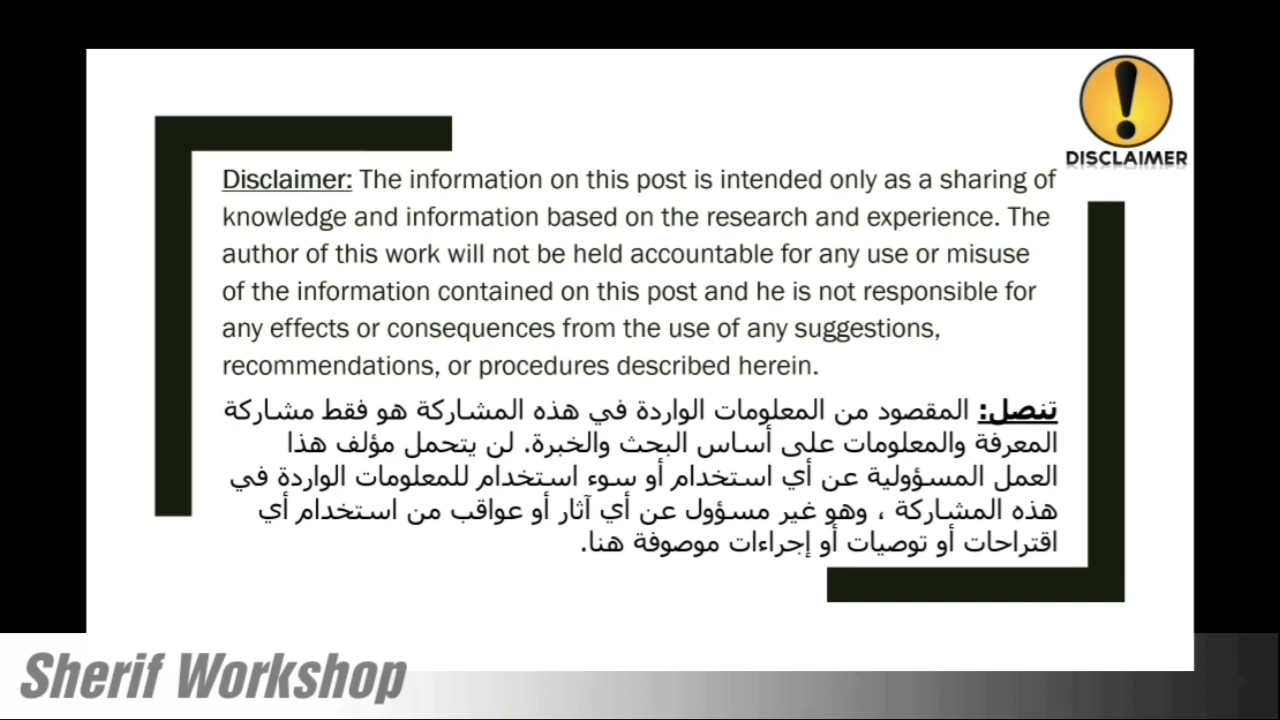 DISCLAIMER
Disclaimer: The information on this post is intended only as a sharing of
knowledge and information based on the research and experience. The
author of this work will not be held accountable for any use or misuse
of the information contained on this post and he is not responsible for
any effects or consequences from the use of any suggestions,
recommendations, or procedures described herein.
تنصل: المقصود من المعلومات الواردة في هذه المشاركة هو فقط مشاركة
المعرفة والمعلومات على أساس البحث والخبرة. لن يتحمل مؤلف هذا
العمل المسؤولية عن أي استخدام أو سوء استخدام للمعلومات الواردة في
هذه المشاركة ، وهو غير مسؤول عن أي آثار أو عواقب من استخدام أي
اقتراحات أو توصيات أو إجراءات موصوفة هنا.
Sherif Workshop